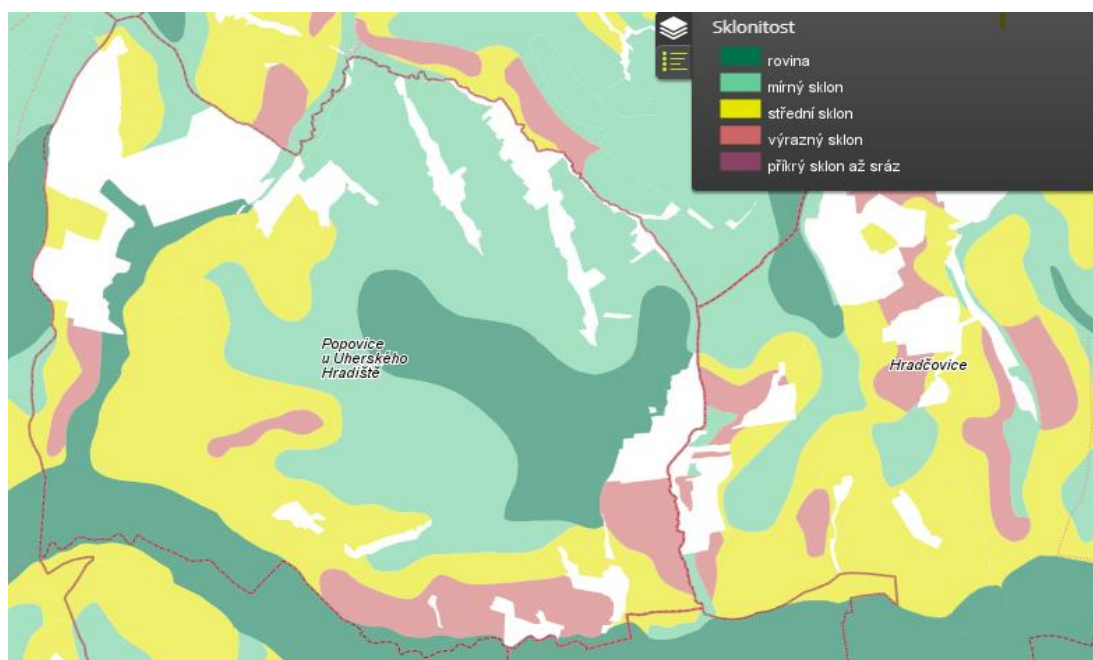 Sklonitost
rovina
mírný sklon
střední sklon
výrazný sklon
příkrý sklon až sráz
Popovice
u Uherského
Hradiště
Hradčovice